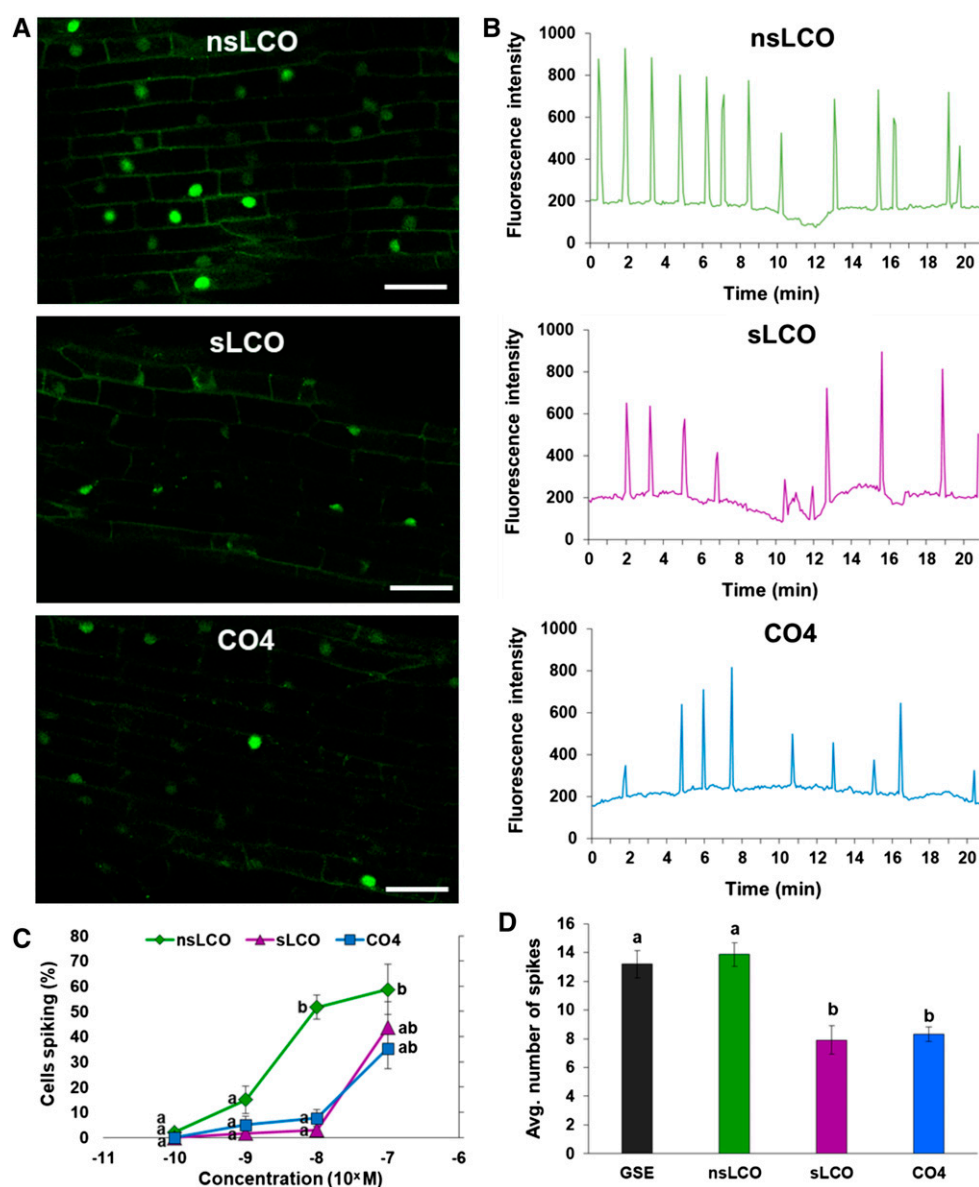 A
nsLCO
sLCO
CO4
B
nsLCO
Fluorescence intensity
1000
800
600
400
200
0
0 2 4 6 8 10 12 14 16 18 20
Time (min)
sLCO
Fluorescence intensity
1000
800
600
400
200
0
0 2 4 6 8 10 12 14 16 18 20
Time (min)
CO4
Fluorescence intensity
1000
800
600
400
200
0
0 2 4 6 8 10 12 14 16 18 20
Time (min)
C
nsLCO sLCO CO4
Cells spiking (%)
80
70
60
50
40
30
20
10
0
a
a
a
a
a
a
b
a
a
b
ab
ab
-11 -10 -9 -8 -7 -6
Concentration (10ˣ M)
D
Avg. number of spikes
16
14
12
10
8
6
4
2
0
a
a
b
b
GSE nsLCO sLCO CO4